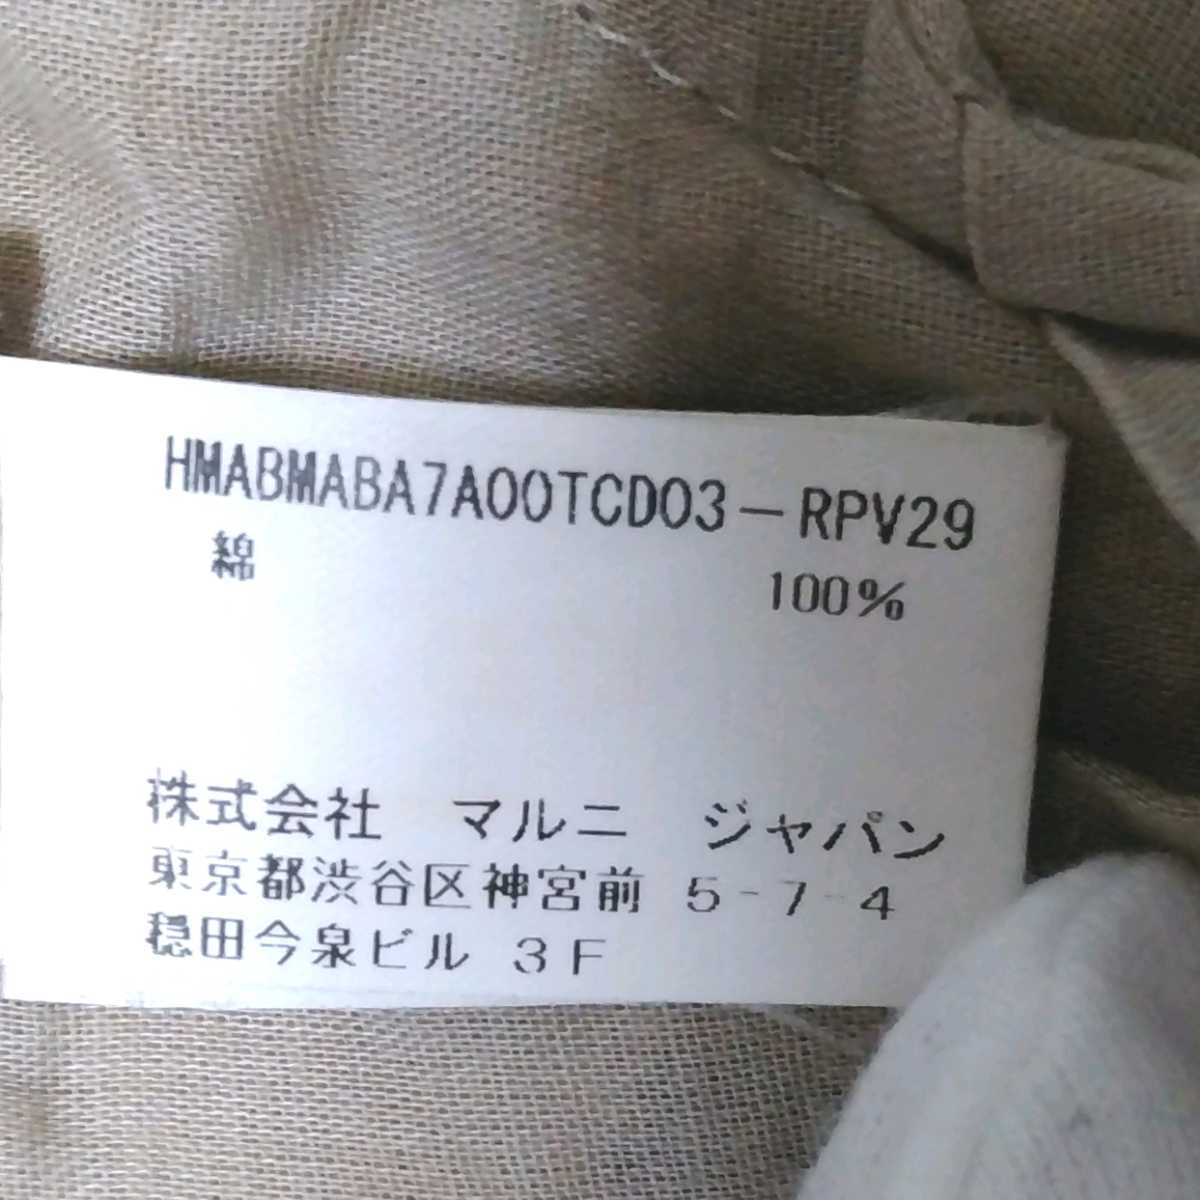 HMABMABA7A00TCD03-RPV29
綿 100%
株式会社 マルニ ジャパン
東京都渋谷区神宮前 5-7-4
穏田今泉ビル 3F